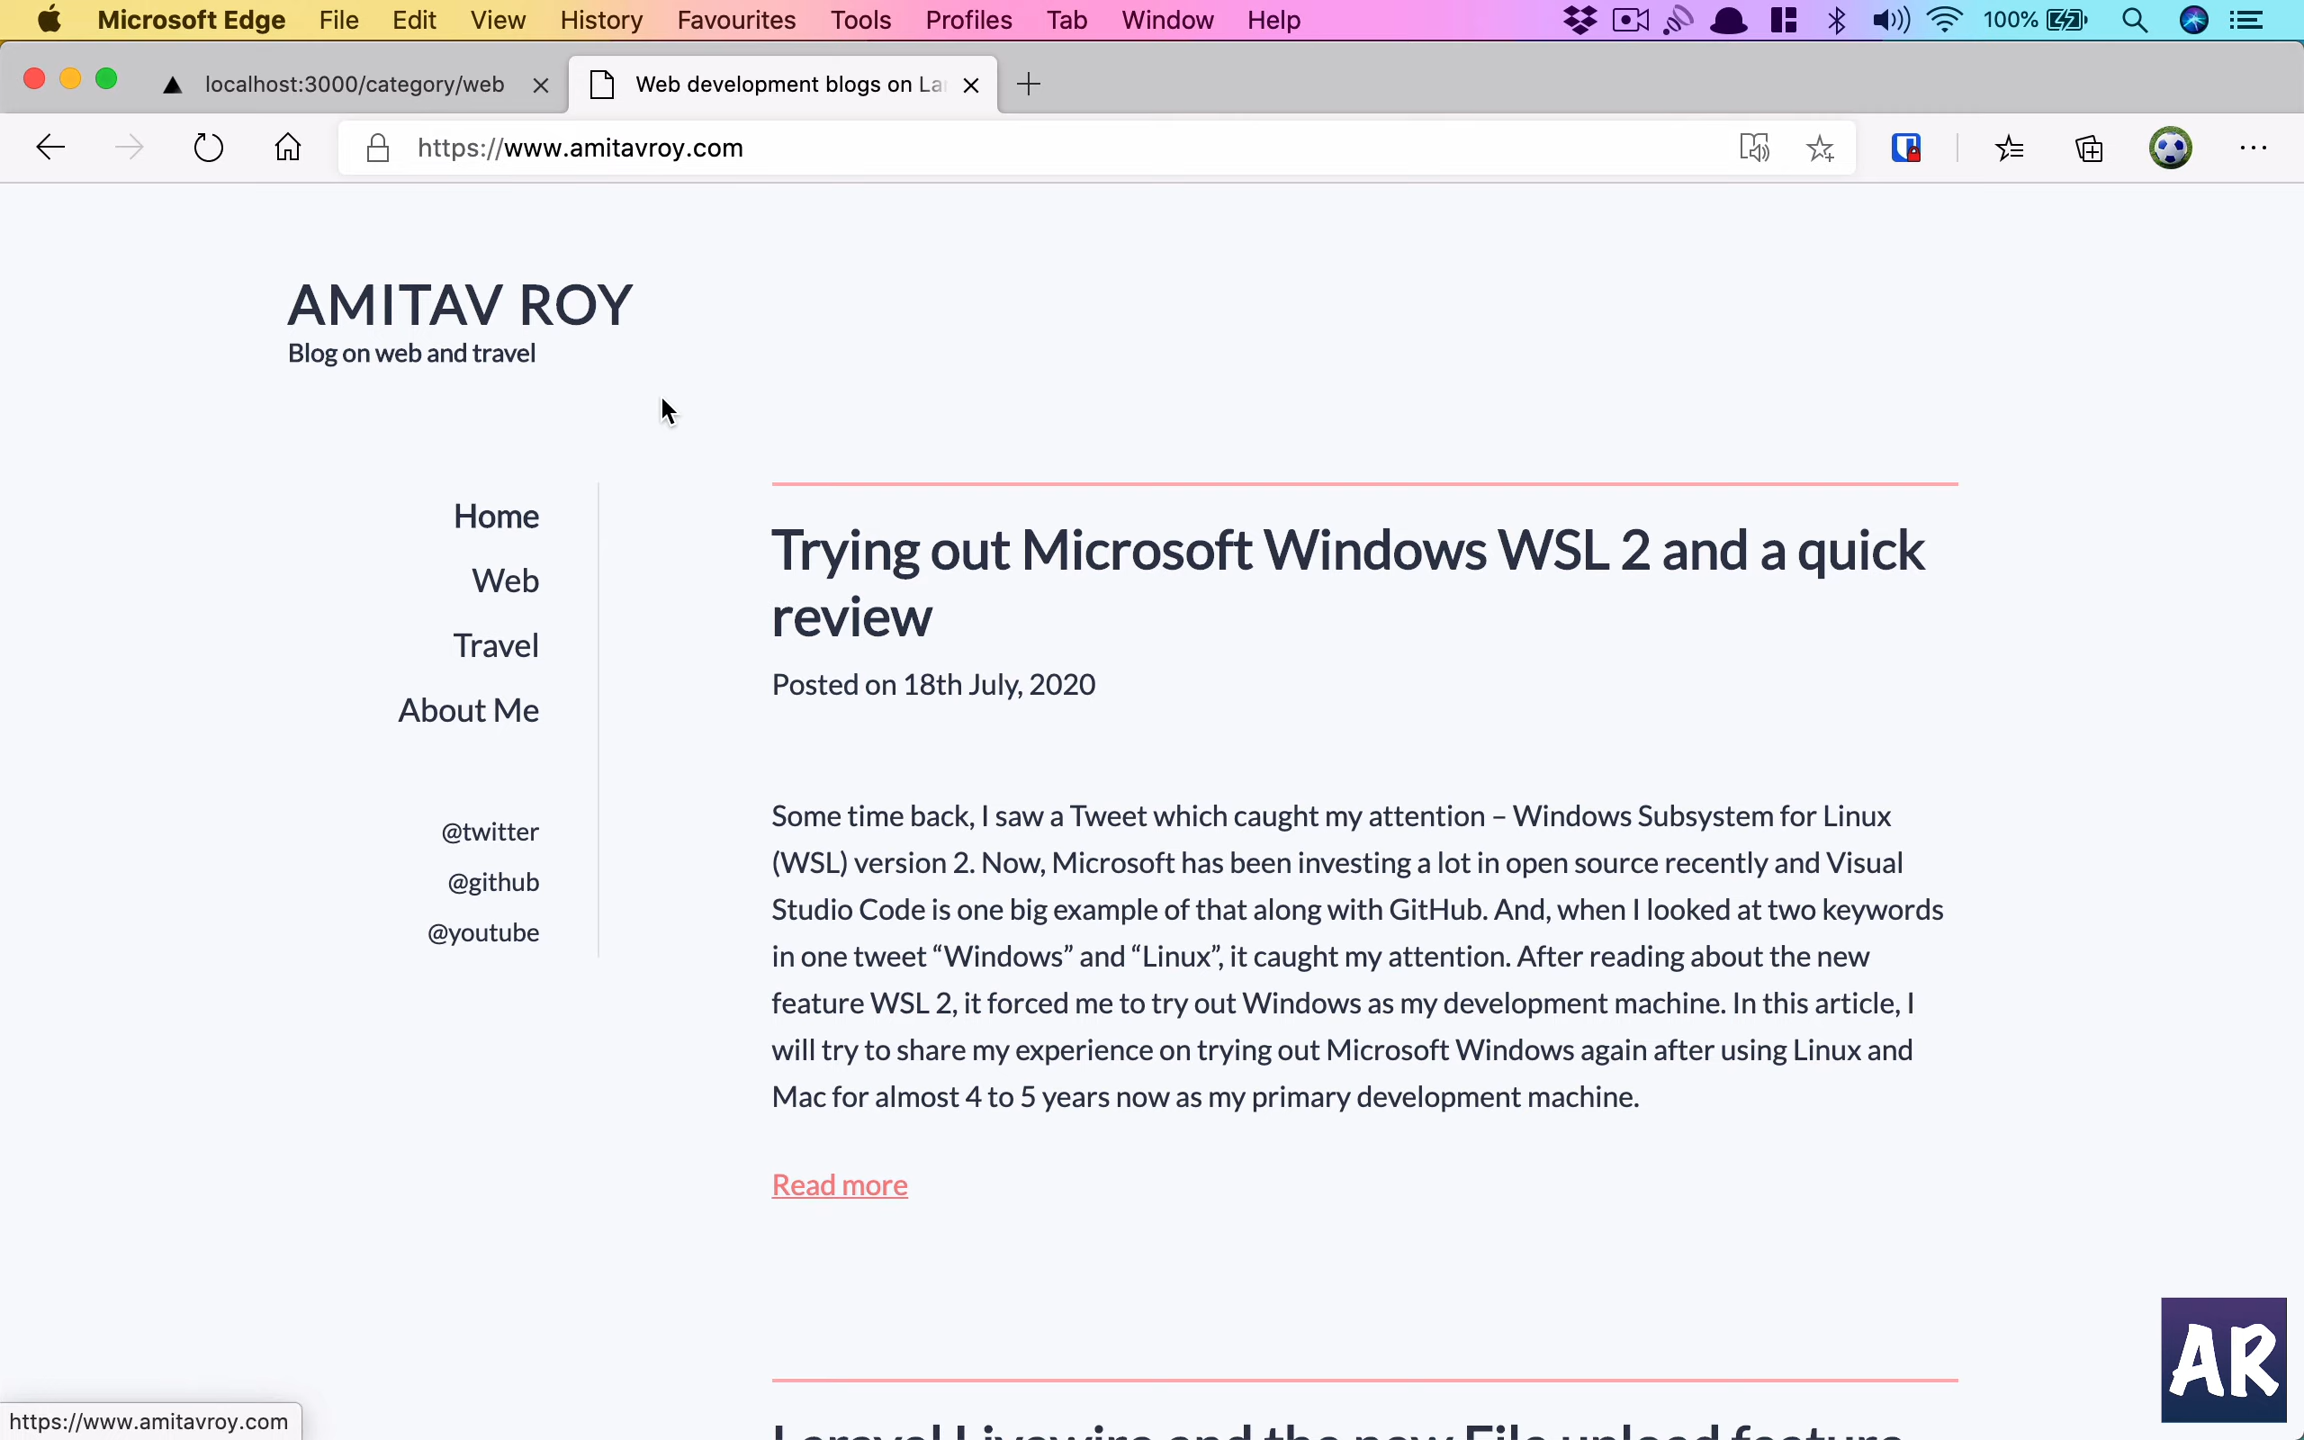 Microsoft Edge File Edit View History Favourites Tools Profiles Tab Window Help 100%
localhost:3000/category/web Web development blogs on La
https://www.amitavroy.com
AMITAV ROY
Blog on web and travel
Home
Web
Travel
About Me
@twitter
@github
@youtube
Trying out Microsoft Windows WSL 2 and a quick
review
Posted on 18th July, 2020
Some time back, I saw a Tweet which caught my attention – Windows Subsystem for Linux
(WSL) version 2. Now, Microsoft has been investing a lot in open source recently and Visual
Studio Code is one big example of that along with GitHub. And, when I looked at two keywords
in one tweet “Windows” and “Linux”, it caught my attention. After reading about the new
feature WSL 2, it forced me to try out Windows as my development machine. In this article, I
will try to share my experience on trying out Microsoft Windows again after using Linux and
Mac for almost 4 to 5 years now as my primary development machine.
Read more
Laravel Livewire and the new File upload feature
https://www.amitavroy.com
AR